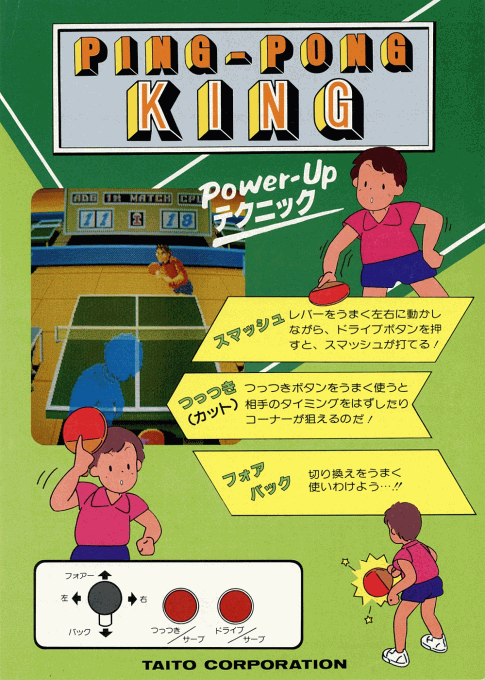 PING-PONG
KING
Power-Up
テクニック
ADG 1M MATCH CPU
11 18
スマッシュ
レバーをうまく左右に動かし
ながら、ドライブボタンを押
すと、スマッシュが打てる！
つっつき
(カット)
つっつきボタンをうまく使うと
相手のタイミングをはずしたり
コーナーが狙えるのだ！
フォア
バック
切り換えをうまく
使いわけよう…!!
フォアー
左
右
バック
つっつき/サーブ
ドライブ/サーブ
TAITO CORPORATION